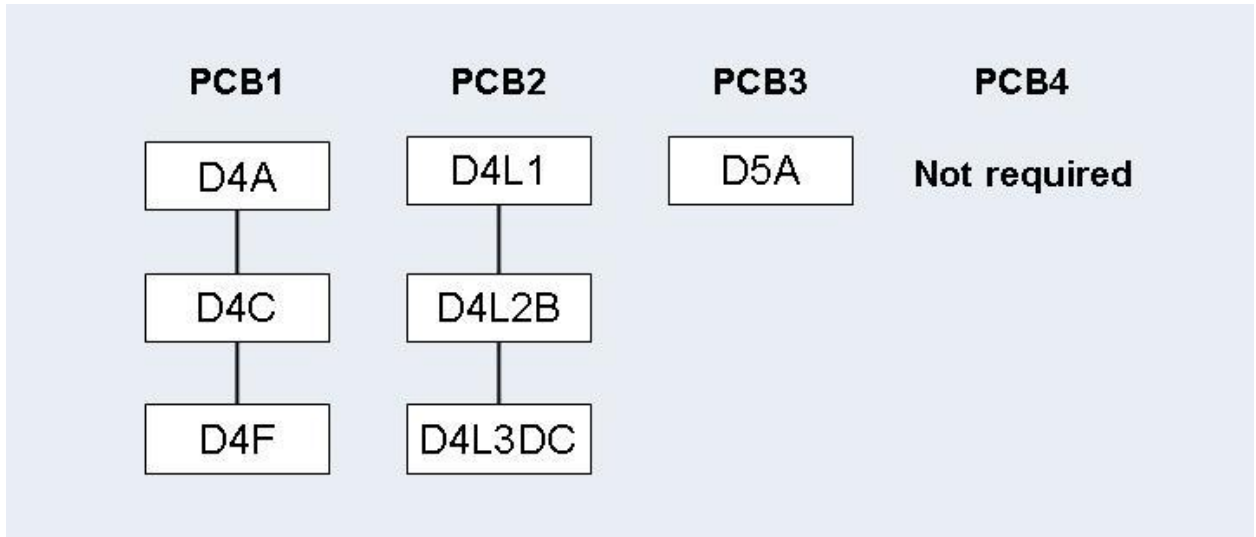 PCB1 PCB2 PCB3 PCB4
D4A D4L1 D5A Not required
D4C D4L2B
D4F D4L3DC